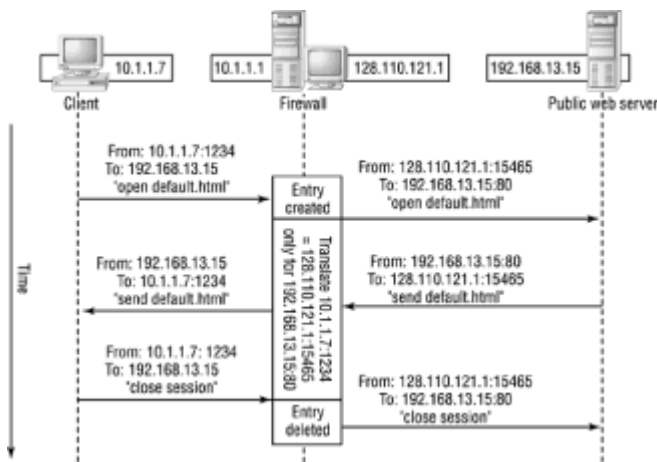 10.1.1.7
10.1.1.1
128.110.121.1
192.168.13.15
Client
Firewall
Public web server
Time
From: 10.1.1.7:1234
To: 192.168.13.15
"open default.html"
Entry
created
From: 128.110.121.1:15465
To: 192.168.13.15:80
"open default.html"
Translate 10.1.1.7:1234
= 128.110.121.1:15465
only for 192.168.13.15:80
From: 192.168.13.15
To: 10.1.1.7:1234
"send default.html"
From: 192.168.13.15:80
To: 128.110.121.1:15465
"send default.html"
From: 10.1.1.7: 1234
To: 192.168.13.15
"close session"
Entry
deleted
From: 128.110.121.1:15465
To: 192.168.13.15:80
"close session"